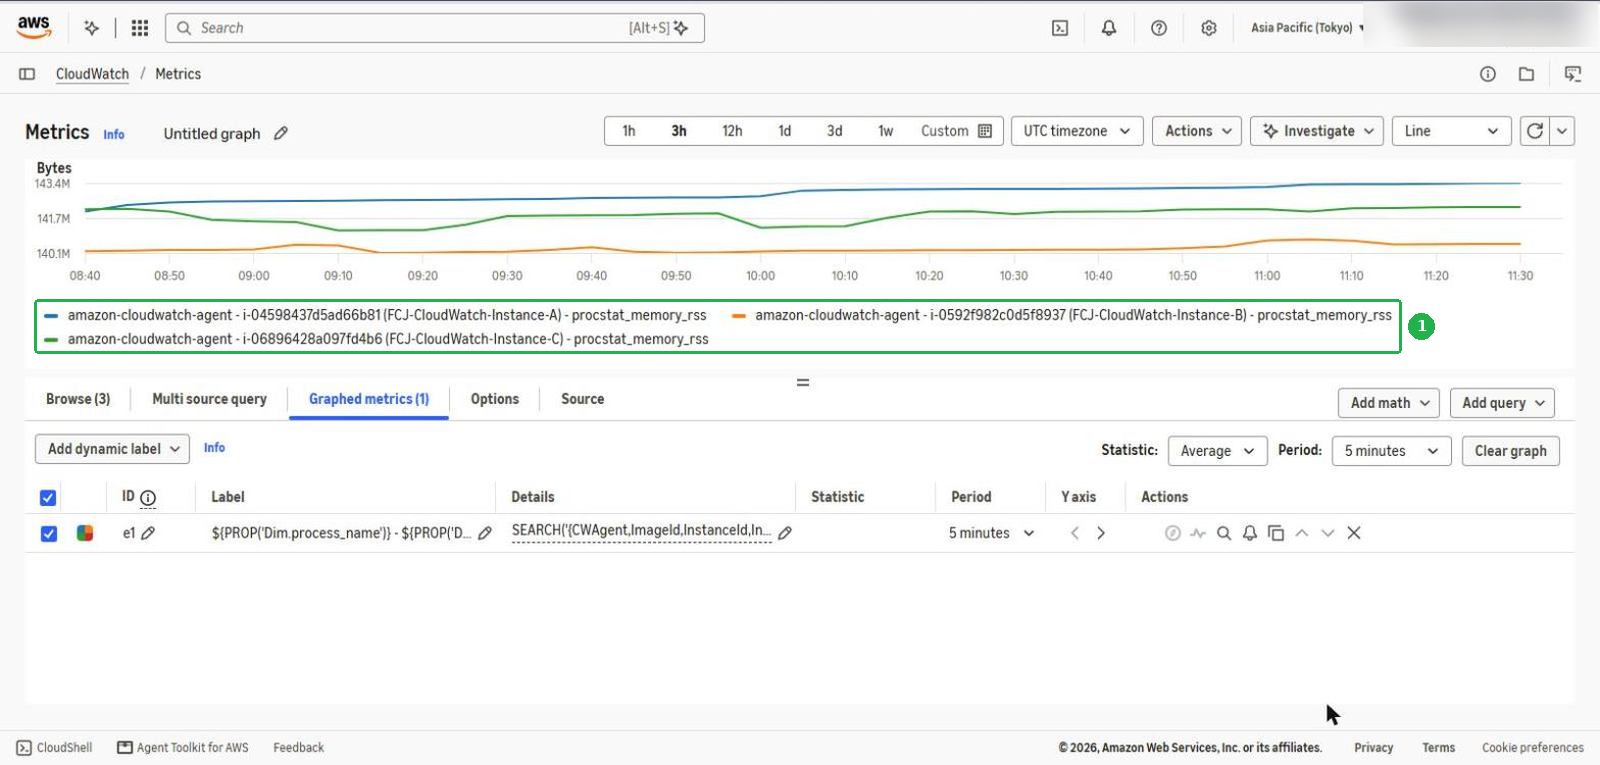 aws
Search [Alt+S]
Asia Pacific (Tokyo)
CloudWatch / Metrics
Metrics Info Untitled graph
1h 3h 12h 1d 3d 1w Custom UTC timezone Actions Investigate Line
Bytes
143.4M
141.7M
140.1M
08:40 08:50 09:00 09:10 09:20 09:30 09:40 09:50 10:00 10:10 10:20 10:30 10:40 10:50 11:00 11:10 11:20 11:30
amazon-cloudwatch-agent - i-04598437d5ad66b81 (FCJ-CloudWatch-Instance-A) - procstat_memory_rss amazon-cloudwatch-agent - i-0592f982c0d5f8937 (FCJ-CloudWatch-Instance-B) - procstat_memory_rss
1
amazon-cloudwatch-agent - i-06896428a097fd4b6 (FCJ-CloudWatch-Instance-C) - procstat_memory_rss
Browse (3) Multi source query Graphed metrics (1) Options Source Add math Add query
Add dynamic label Info Statistic: Average Period: 5 minutes Clear graph
ID Label Details Statistic Period Y axis Actions
e1 ${PROP('Dim.process_name')} - ${PROP('D... SEARCH('{CWAgent,ImageId,InstanceId,In... 5 minutes
CloudShell Agent Toolkit for AWS Feedback © 2026, Amazon Web Services, Inc. or its affiliates. Privacy Terms Cookie preferences